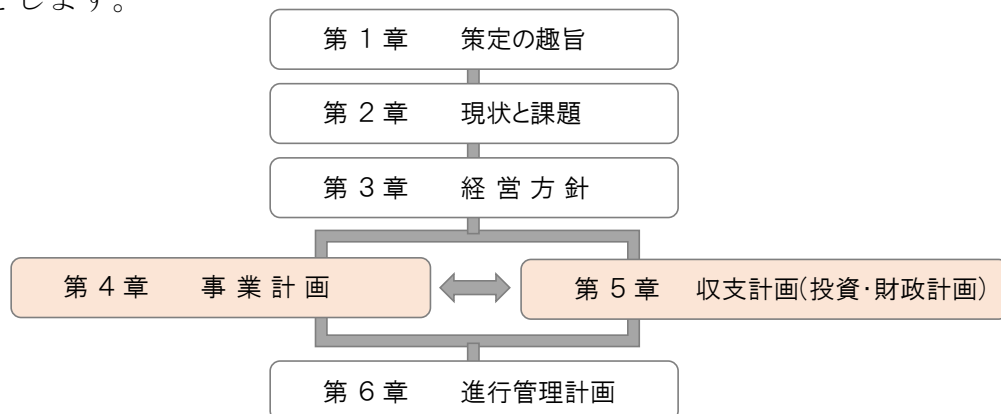 とします。
第1章　策定の趣旨
第2章　現状と課題
第3章　経営方針
第4章　事業計画
第5章　収支計画(投資・財政計画)
第6章　進行管理計画